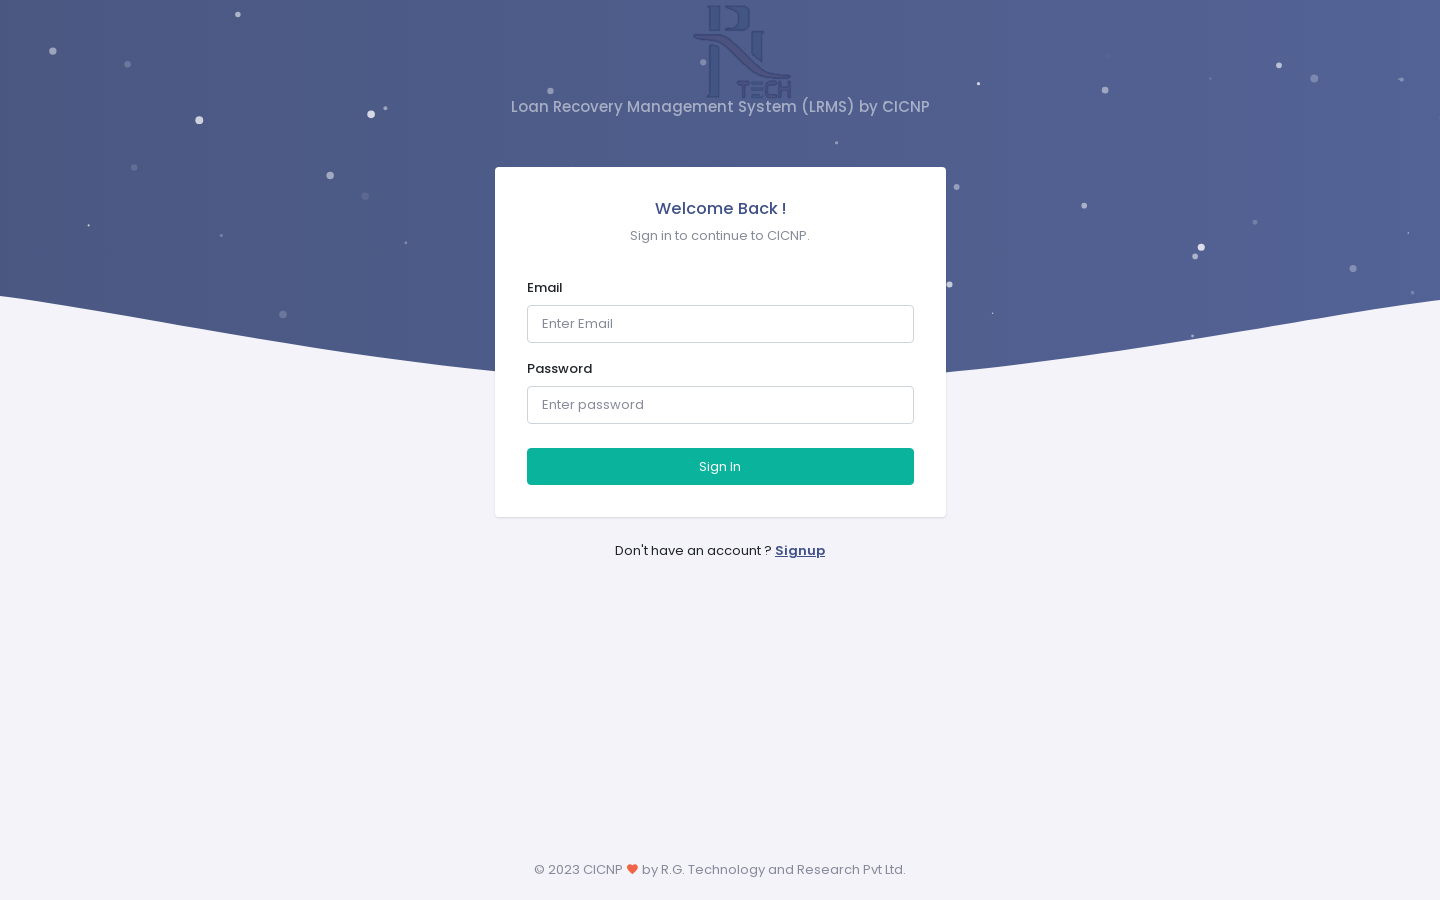 TECH
Loan Recovery Management System (LRMS) by CICNP
Welcome Back !
Sign in to continue to CICNP.
Email
Enter Email
Password
Enter password
Sign In
Don't have an account ? Signup
© 2023 CICNP by R.G. Technology and Research Pvt Ltd.